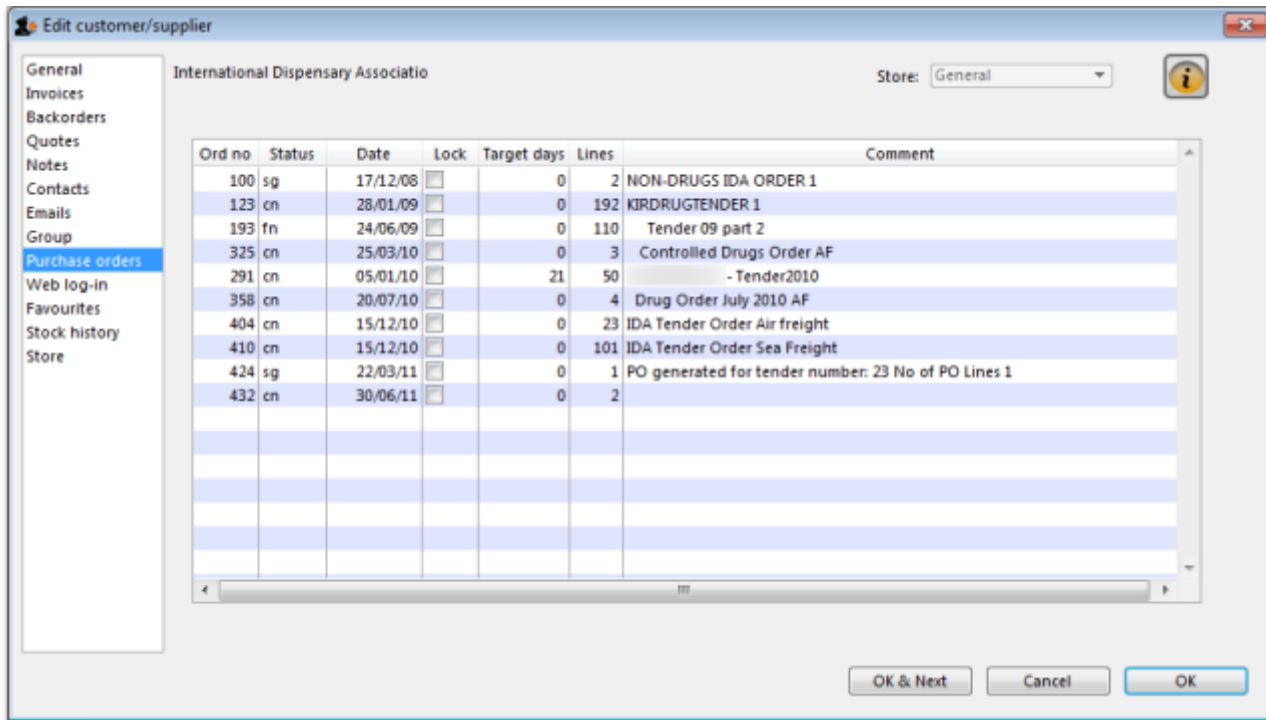 Edit customer/supplier
General
Invoices
Backorders
Quotes
Notes
Contacts
Emails
Group
Purchase orders
Web log-in
Favourites
Stock history
Store
International Dispensary Associatio
Store: General
Ord no Status Date Lock Target days Lines Comment
100 sg 17/12/08 0 2 NON-DRUGS IDA ORDER 1
123 cn 28/01/09 0 192 KIRDRUGTENDER 1
193 fn 24/06/09 0 110 Tender 09 part 2
325 cn 25/03/10 0 3 Controlled Drugs Order AF
291 cn 05/01/10 21 50 - Tender2010
358 cn 20/07/10 0 4 Drug Order July 2010 AF
404 cn 15/12/10 0 23 IDA Tender Order Air freight
410 cn 15/12/10 0 101 IDA Tender Order Sea Freight
424 sg 22/03/11 0 1 PO generated for tender number: 23 No of PO Lines 1
432 cn 30/06/11 0 2
OK & Next Cancel OK